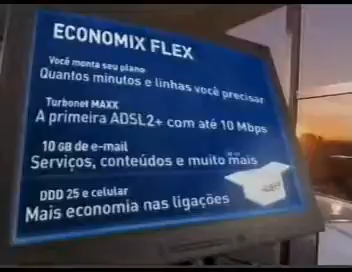 ECONOMIX FLEX
Você monta seu plano
Quantos minutos e linhas você precisar
Turbonet MAXX
A primeira ADSL2+ com até 10 Mbps
10 GB de e-mail
Serviços, conteúdos e muito mais
DDD 25 e celular
Mais economia nas ligações